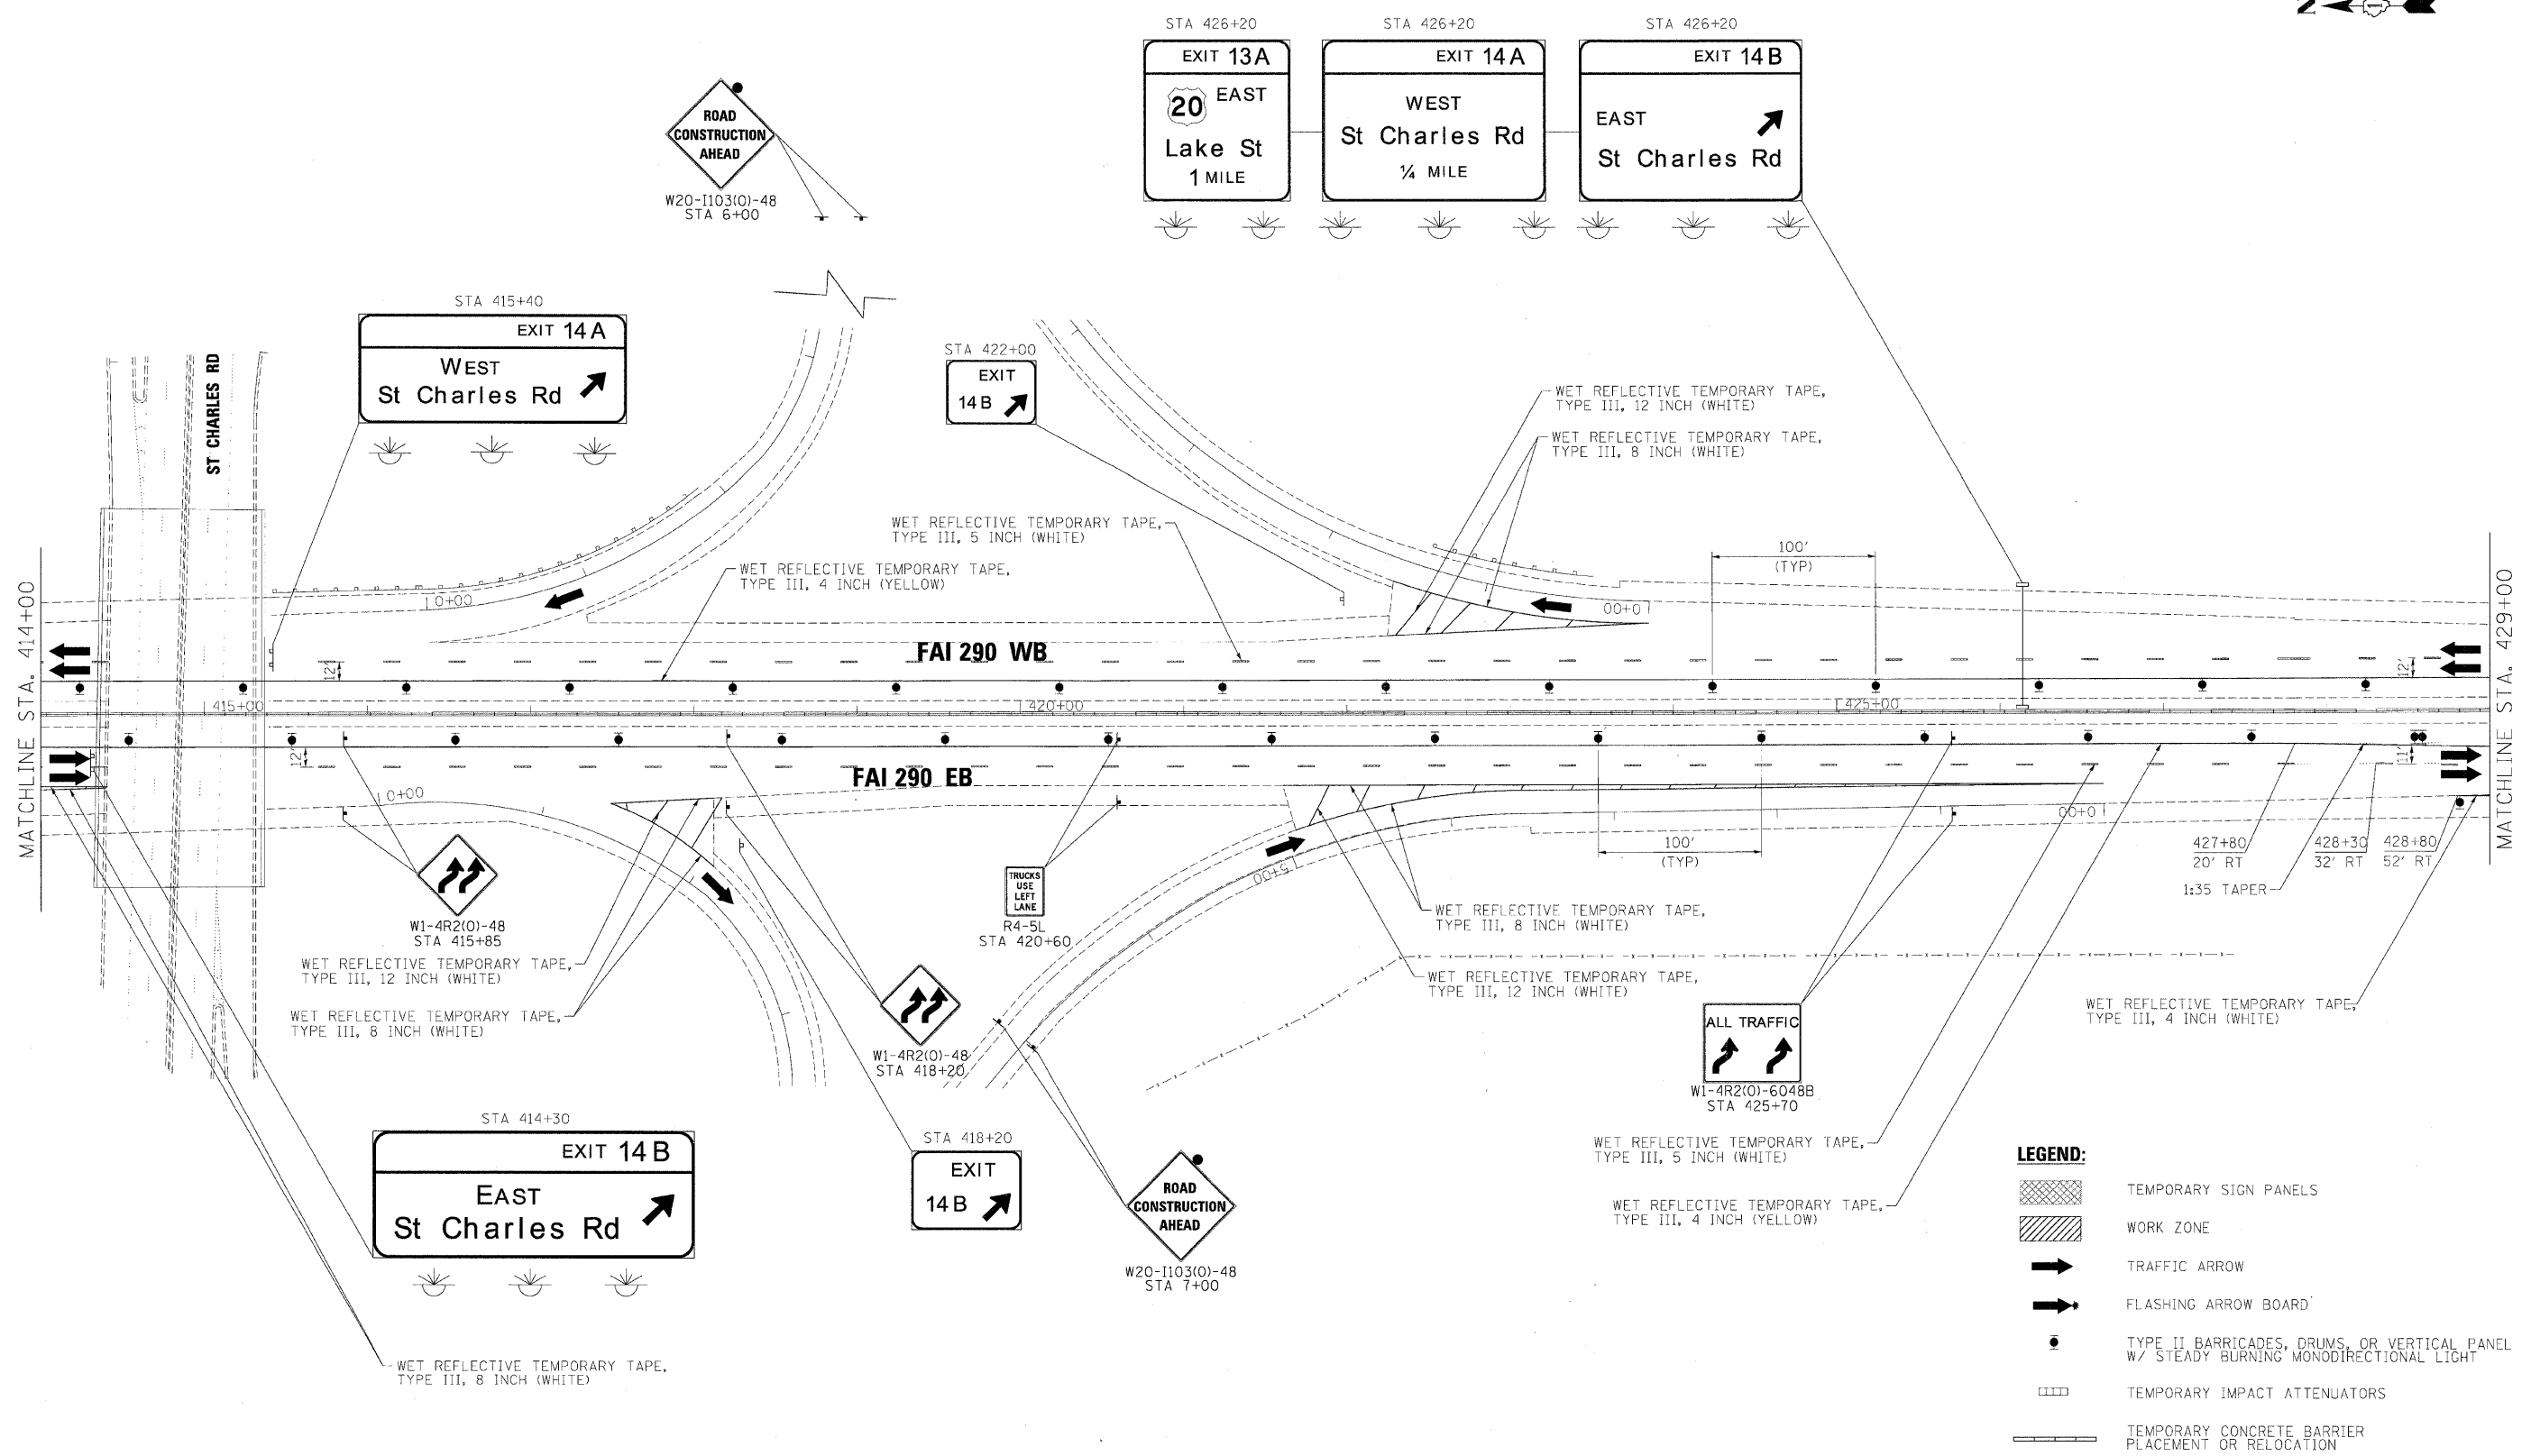 STA 426+20
STA 426+20
STA 426+20
EXIT 13A
20 EAST
Lake St
1 MILE
EXIT 14A
WEST
St Charles Rd
¼ MILE
EXIT 14B
EAST
St Charles Rd
ROAD
CONSTRUCTION
AHEAD
W20-I103(O)-48
STA 6+00
STA 415+40
EXIT 14A
WEST
St Charles Rd
ST CHARLES RD
STA 422+00
EXIT
14B
WET REFLECTIVE TEMPORARY TAPE,
TYPE III, 12 INCH (WHITE)
WET REFLECTIVE TEMPORARY TAPE,
TYPE III, 8 INCH (WHITE)
WET REFLECTIVE TEMPORARY TAPE,
TYPE III, 5 INCH (WHITE)
WET REFLECTIVE TEMPORARY TAPE,
TYPE III, 4 INCH (YELLOW)
100'
(TYP)
MATCHLINE STA. 414+00
MATCHLINE STA. 429+00
10+00
0+00
FAI 290 WB
12'
12'
415+00
420+00
425+00
12'
11'
FAI 290 EB
10+00
0+00
5+00
100'
(TYP)
427+80
20' RT
428+30
32' RT
428+80
52' RT
1:35 TAPER
W1-4R2(O)-48
STA 415+85
TRUCKS
USE
LEFT
LANE
R4-5L
STA 420+60
WET REFLECTIVE TEMPORARY TAPE,
TYPE III, 12 INCH (WHITE)
WET REFLECTIVE TEMPORARY TAPE,
TYPE III, 8 INCH (WHITE)
WET REFLECTIVE TEMPORARY TAPE,
TYPE III, 8 INCH (WHITE)
WET REFLECTIVE TEMPORARY TAPE,
TYPE III, 12 INCH (WHITE)
WET REFLECTIVE TEMPORARY TAPE,
TYPE III, 4 INCH (WHITE)
W1-4R2(O)-48
STA 418+20
ALL TRAFFIC
W1-4R2(O)-6048B
STA 425+70
STA 414+30
EXIT 14B
EAST
St Charles Rd
STA 418+20
EXIT
14B
ROAD
CONSTRUCTION
AHEAD
W20-I103(O)-48
STA 7+00
WET REFLECTIVE TEMPORARY TAPE,
TYPE III, 5 INCH (WHITE)
WET REFLECTIVE TEMPORARY TAPE,
TYPE III, 4 INCH (YELLOW)
WET REFLECTIVE TEMPORARY TAPE,
TYPE III, 8 INCH (WHITE)
LEGEND:
TEMPORARY SIGN PANELS
WORK ZONE
TRAFFIC ARROW
FLASHING ARROW BOARD
TYPE II BARRICADES, DRUMS, OR VERTICAL PANEL
W/ STEADY BURNING MONODIRECTIONAL LIGHT
TEMPORARY IMPACT ATTENUATORS
TEMPORARY CONCRETE BARRIER
PLACEMENT OR RELOCATION